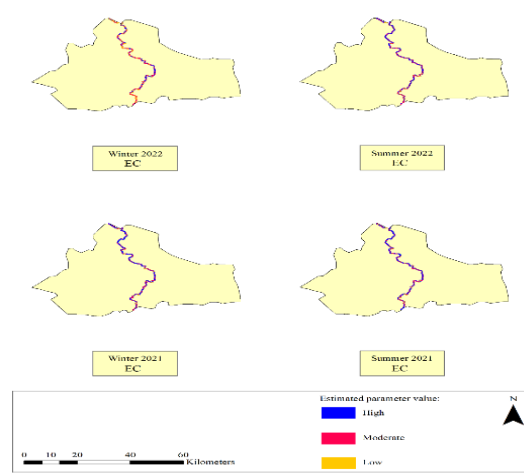 Winter 2022
EC
Summer 2022
EC
Winter 2021
EC
Summer 2021
EC
Estimated parameter value:
High
Moderate
Low
N
0 10 20 40 60
Kilometers